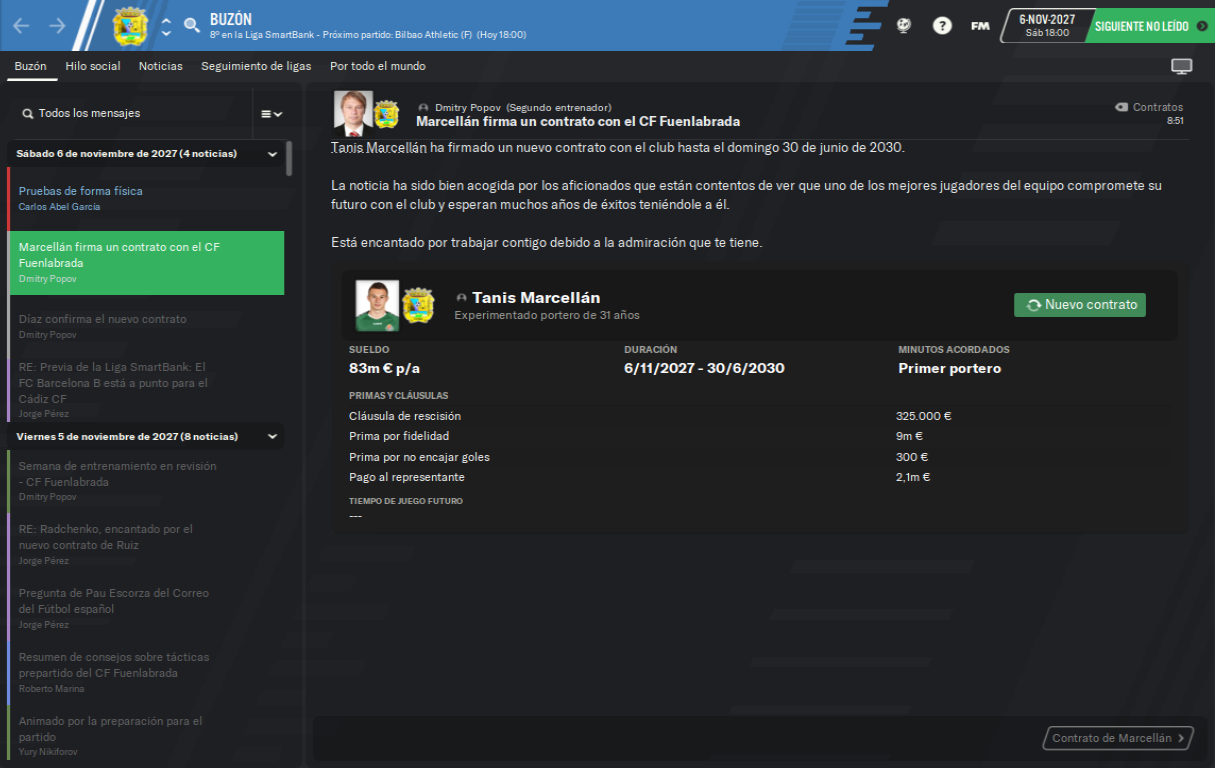 BUZÓN
8º en la Liga SmartBank - Próximo partido: Bilbao Athletic (F) (Hoy 18:00)
?
FM
6-NOV-2027
Sáb 18:00
SIGUIENTE NO LEÍDO
Buzón
Hilo social
Noticias
Seguimiento de ligas
Por todo el mundo
Todos los mensajes
Sábado 6 de noviembre de 2027 (4 noticias)
Pruebas de forma física
Carlos Abel García
Marcellán firma un contrato con el CF
Fuenlabrada
Dmitry Popov
Díaz confirma el nuevo contrato
Dmitry Popov
RE: Previa de la Liga SmartBank: El
FC Barcelona B está a punto para el
Cádiz CF
Jorge Pérez
Viernes 5 de noviembre de 2027 (8 noticias)
Semana de entrenamiento en revisión
- CF Fuenlabrada
Dmitry Popov
RE: Radchenko, encantado por el
nuevo contrato de Ruiz
Jorge Pérez
Pregunta de Pau Escorza del Correo
del Fútbol español
Jorge Pérez
Resumen de consejos sobre tácticas
prepartido del CF Fuenlabrada
Roberto Marina
Animado por la preparación para el
partido
Yury Nikiforov
Dmitry Popov (Segundo entrenador)
Marcellán firma un contrato con el CF Fuenlabrada
Contratos
8:51
Tanis Marcellán ha firmado un nuevo contrato con el club hasta el domingo 30 de junio de 2030.
La noticia ha sido bien acogida por los aficionados que están contentos de ver que uno de los mejores jugadores del equipo compromete su
futuro con el club y esperan muchos años de éxitos teniéndole a él.
Está encantado por trabajar contigo debido a la admiración que te tiene.
Tanis Marcellán
Experimentado portero de 31 años
Nuevo contrato
SUELDO
83m € p/a
DURACIÓN
6/11/2027 - 30/6/2030
MINUTOS ACORDADOS
Primer portero
PRIMAS Y CLÁUSULAS
Cláusula de rescisión 325.000 €
Prima por fidelidad 9m €
Prima por no encajar goles 300 €
Pago al representante 2,1m €
TIEMPO DE JUEGO FUTURO
---
Contrato de Marcellán